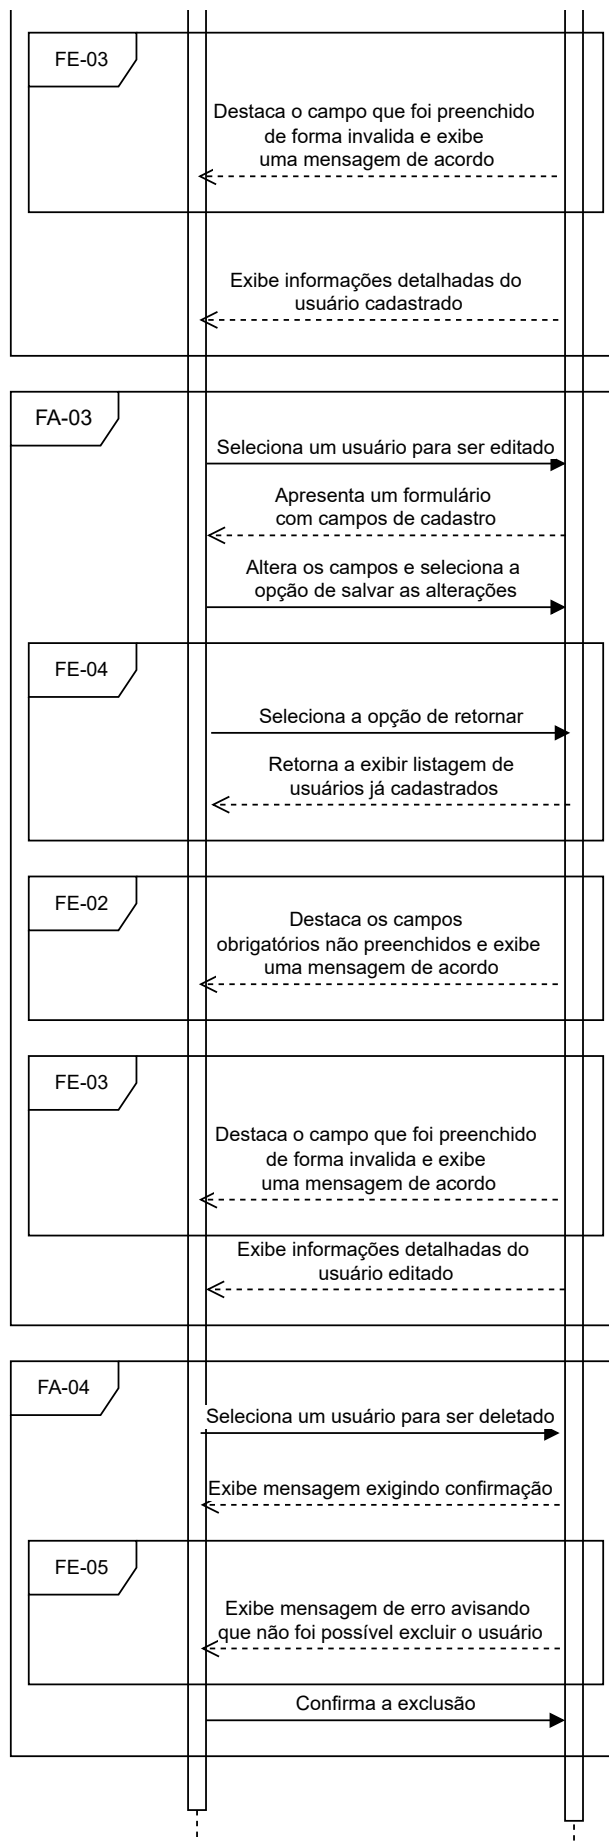 FE-03
Destaca o campo que foi preenchido
de forma invalida e exibe
uma mensagem de acordo
Exibe informações detalhadas do
usuário cadastrado
FA-03
Seleciona um usuário para ser editado
Apresenta um formulário
com campos de cadastro
Altera os campos e seleciona a
opção de salvar as alterações
FE-04
Seleciona a opção de retornar
Retorna a exibir listagem de
usuários já cadastrados
FE-02
Destaca os campos
obrigatórios não preenchidos e exibe
uma mensagem de acordo
FE-03
Destaca o campo que foi preenchido
de forma invalida e exibe
uma mensagem de acordo
Exibe informações detalhadas do
usuário editado
FA-04
Seleciona um usuário para ser deletado
Exibe mensagem exigindo confirmação
FE-05
Exibe mensagem de erro avisando
que não foi possível excluir o usuário
Confirma a exclusão